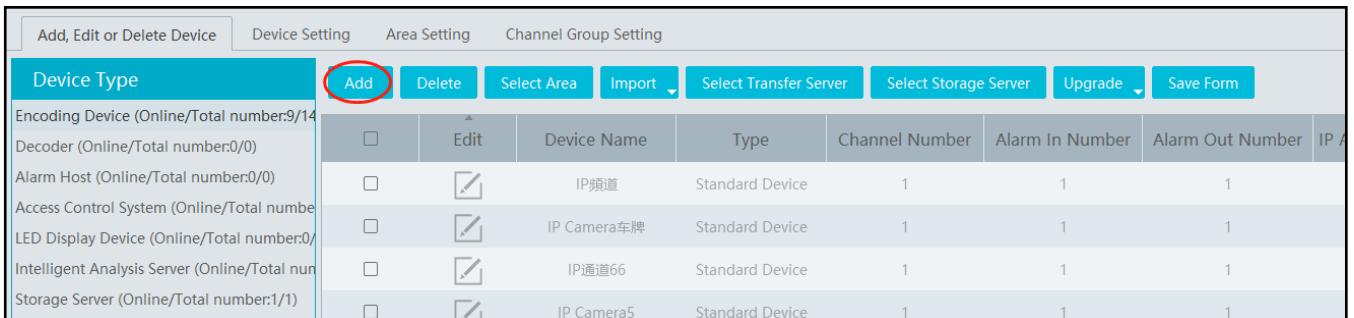 Add, Edit or Delete Device Device Setting Area Setting Channel Group Setting
Device Type
Add Delete Select Area Import Select Transfer Server Select Storage Server Upgrade Save Form
Encoding Device (Online/Total number:9/14
Decoder (Online/Total number:0/0)
Alarm Host (Online/Total number:0/0)
Access Control System (Online/Total numbe
LED Display Device (Online/Total number:0/
Intelligent Analysis Server (Online/Total nun
Storage Server (Online/Total number:1/1)
Edit Device Name Type Channel Number Alarm In Number Alarm Out Number IP A
IP頻道 Standard Device 1 1 1
IP Camera车牌 Standard Device 1 1 1
IP通道66 Standard Device 1 1 1
IP Camera5 Standard Device 1 1 1